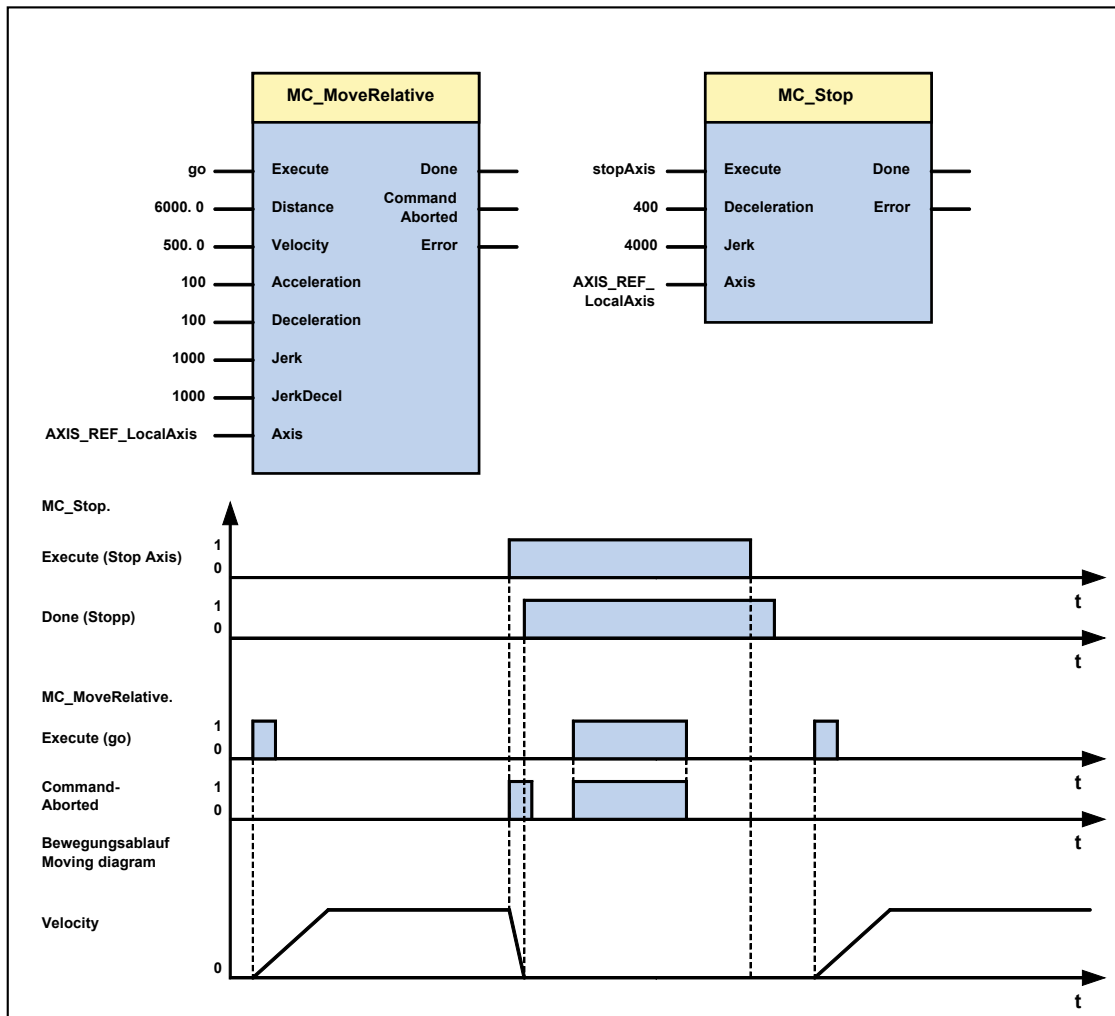 MC_MoveRelative
go
Execute
Done
6000. 0
Distance
Command
Aborted
500. 0
Velocity
Error
100
Acceleration
100
Deceleration
1000
Jerk
1000
JerkDecel
AXIS_REF_LocalAxis
Axis
MC_Stop
stopAxis
Execute
Done
400
Deceleration
Error
4000
Jerk
AXIS_REF_
LocalAxis
Axis
MC_Stop.
Execute (Stop Axis)
1
0
t
Done (Stopp)
1
0
t
MC_MoveRelative.
Execute (go)
1
0
t
Command-
Aborted
1
0
t
Bewegungsablauf
Moving diagram
Velocity
0
t